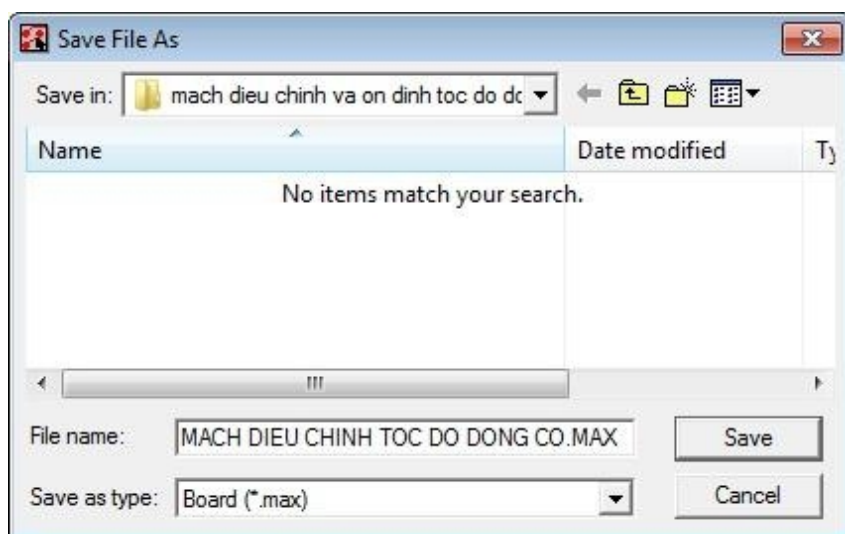 Save File As
Save in: mach dieu chinh va on dinh toc do dc
Name Date modified Ty
No items match your search.
File name: MACH DIEU CHINH TOC DO DONG CO.MAX Save
Save as type: Board (*.max) Cancel